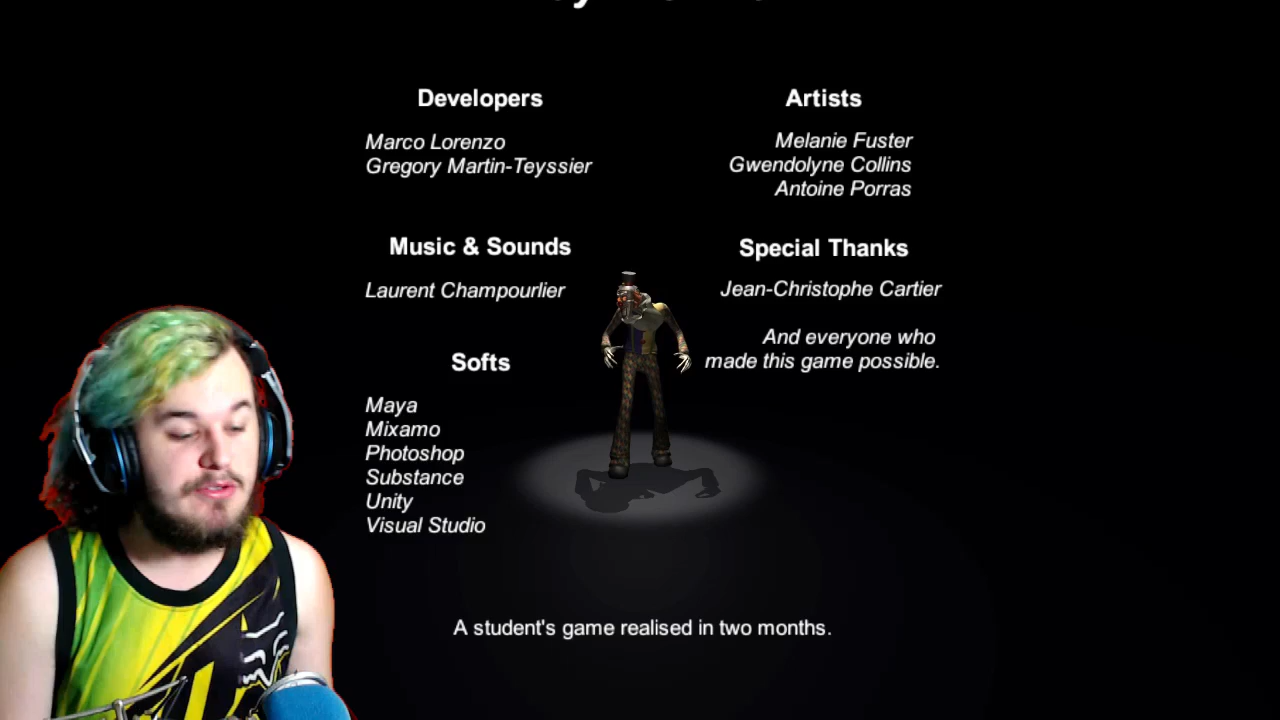 Developers
Marco Lorenzo
Gregory Martin-Teyssier
Artists
Melanie Fuster
Gwendolyne Collins
Antoine Porras
Music & Sounds
Laurent Champourlier
Special Thanks
Jean-Christophe Cartier
And everyone who
made this game possible.
Softs
Maya
Mixamo
Photoshop
Substance
Unity
Visual Studio
A student's game realised in two months.